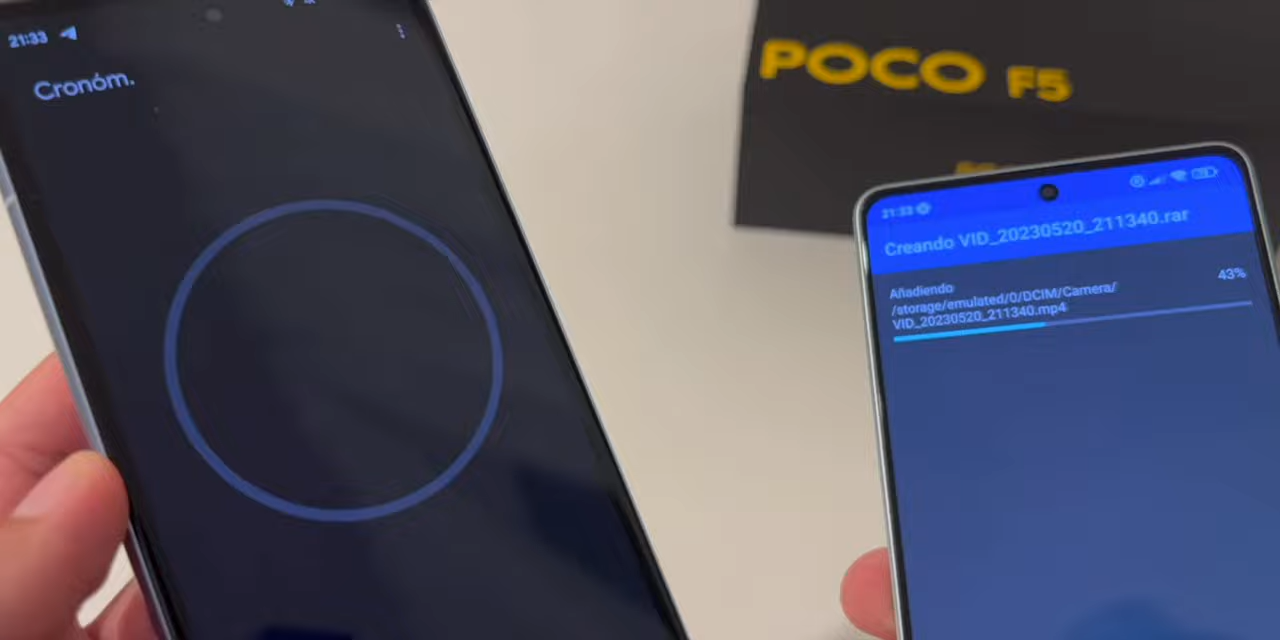 21:33
Cronóm.
POCO F5
21:33
Creando VID_20230520_211340.rar
Añadiendo
/storage/emulated/0/DCIM/Camera/
VID_20230520_211340.mp4
43%